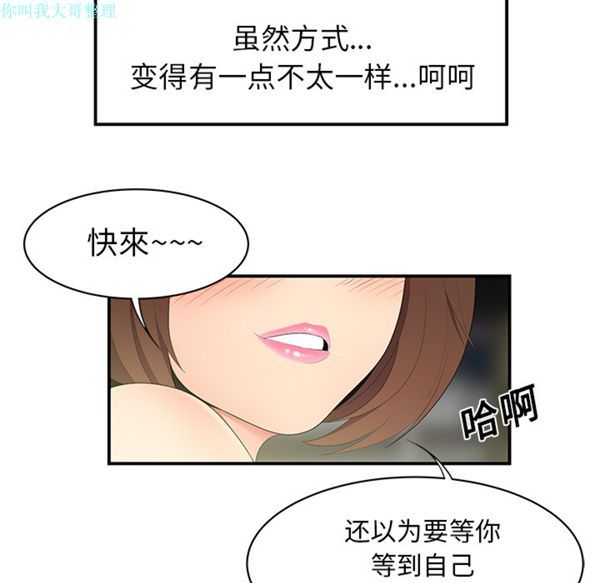 你叫我大哥整理
虽然方式...
变得有一点不太一样...呵呵
快來~~~
哈啊
还以为要等你
等到自己